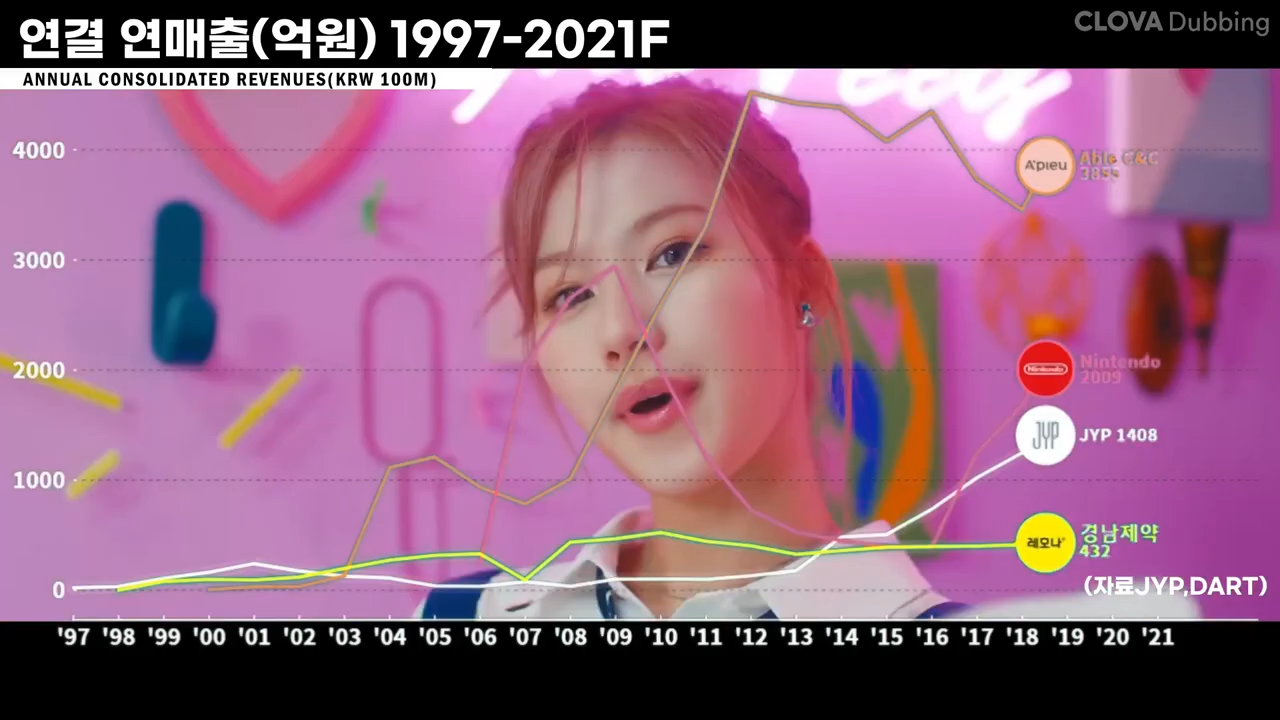 연결 연매출(억원) 1997-2021F
CLOVA Dubbing
ANNUAL CONSOLIDATED REVENUES(KRW 100M)
4000
A'PIEU
Able C&C
3000
2000
Nintendo
Nintendo
2009
JYP
JYP 1408
1000
레모나
경남제약
432
0
(자료JYP,DART)
'97 '98 '99 '00 '01 '02 '03 '04 '05 '06 '07 '08 '09 '10 '11 '12 '13 '14 '15 '16 '17 '18 '19 '20 '21